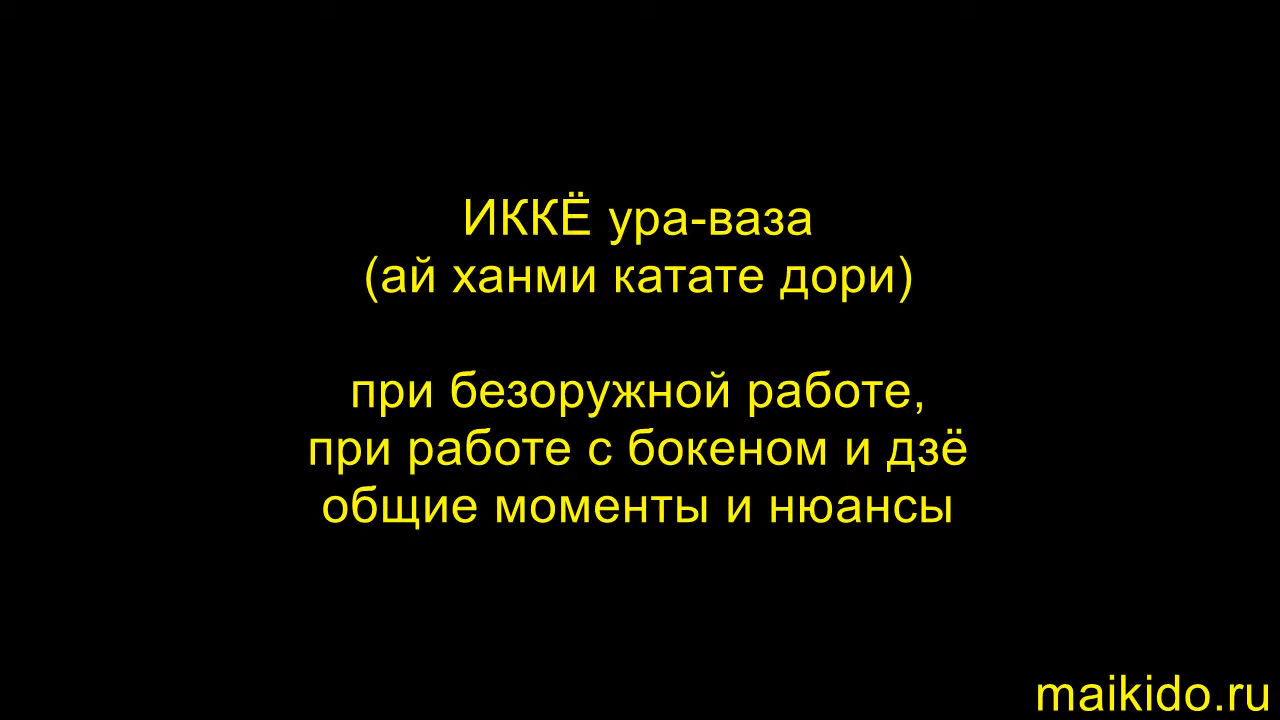 ИККЁ ура-ваза
(ай ханми катате дори)
при безоружной работе,
при работе с бокеном и дзё
общие моменты и нюансы
maikido.ru